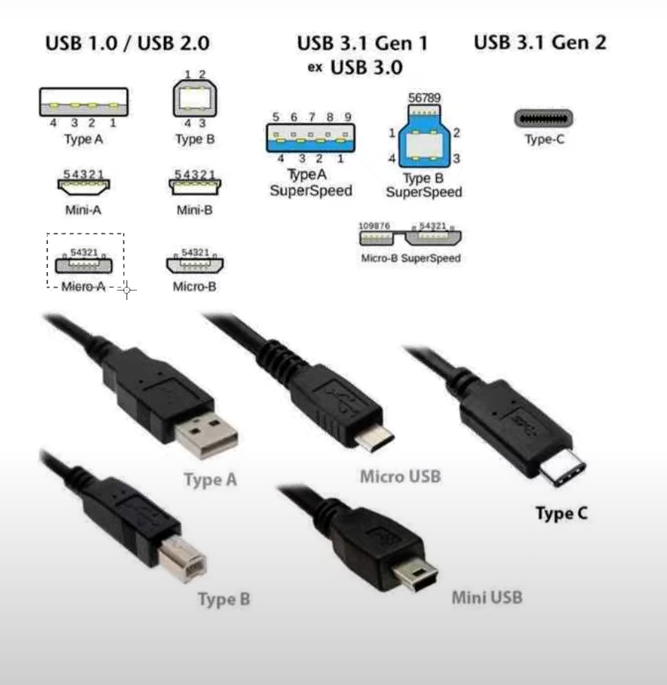 USB 1.0 / USB 2.0
USB 3.1 Gen 1
ex USB 3.0
USB 3.1 Gen 2
1 2
4 3 2 1
4 3
Type A
Type B
5 6 7 8 9
4 3 2 1
TypeA
SuperSpeed
56789
1 2
4 3
Type B
SuperSpeed
Type-C
54321
Mini-A
54321
Mini-B
54321
Micro-A
54321
Micro-B
109876 54321
Micro-B SuperSpeed
Type A
Micro USB
Type C
Type B
Mini USB